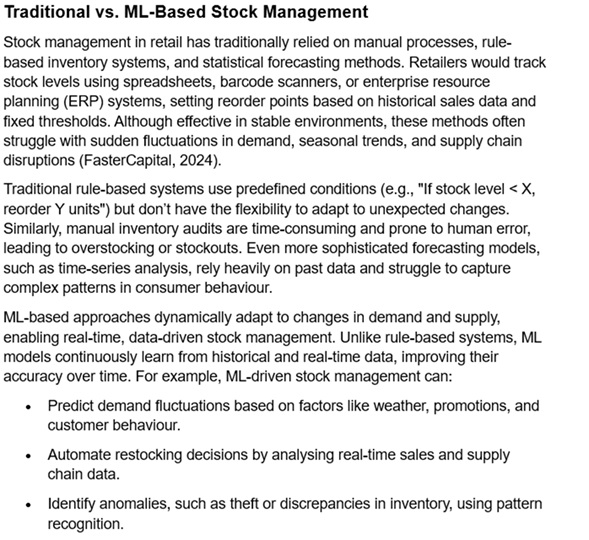 Traditional vs. ML-Based Stock Management
Stock management in retail has traditionally relied on manual processes, rule-
based inventory systems, and statistical forecasting methods. Retailers would track
stock levels using spreadsheets, barcode scanners, or enterprise resource
planning (ERP) systems, setting reorder points based on historical sales data and
fixed thresholds. Although effective in stable environments, these methods often
struggle with sudden fluctuations in demand, seasonal trends, and supply chain
disruptions (FasterCapital, 2024).
Traditional rule-based systems use predefined conditions (e.g., "If stock level < X,
reorder Y units") but don't have the flexibility to adapt to unexpected changes.
Similarly, manual inventory audits are time-consuming and prone to human error,
leading to overstocking or stockouts. Even more sophisticated forecasting models,
such as time-series analysis, rely heavily on past data and struggle to capture
complex patterns in consumer behaviour.
ML-based approaches dynamically adapt to changes in demand and supply,
enabling real-time, data-driven stock management. Unlike rule-based systems, ML
models continuously learn from historical and real-time data, improving their
accuracy over time. For example, ML-driven stock management can:
• Predict demand fluctuations based on factors like weather, promotions, and
customer behaviour.
• Automate restocking decisions by analysing real-time sales and supply
chain data.
• Identify anomalies, such as theft or discrepancies in inventory, using pattern
recognition.